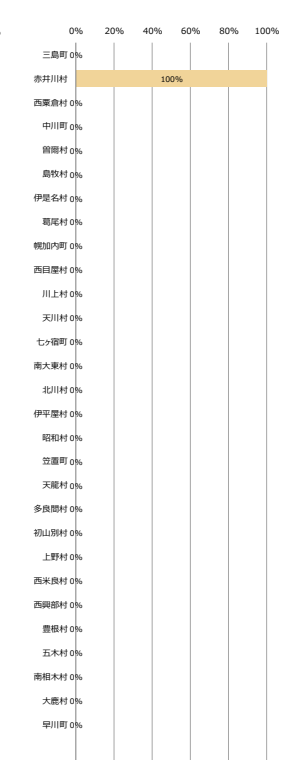 0% 20% 40% 60% 80% 100%
三島町 0%
赤井川村 100%
西粟倉村 0%
中川町 0%
曽爾村 0%
島牧村 0%
伊是名村 0%
葛尾村 0%
幌加内町 0%
西目屋村 0%
川上村 0%
天川村 0%
七ヶ宿町 0%
南大東村 0%
北川村 0%
伊平屋村 0%
昭和村 0%
笠置町 0%
天龍村 0%
多良間村 0%
初山別村 0%
上野村 0%
西米良村 0%
西興部村 0%
豊根村 0%
五木村 0%
南相木村 0%
大鹿村 0%
早川町 0%